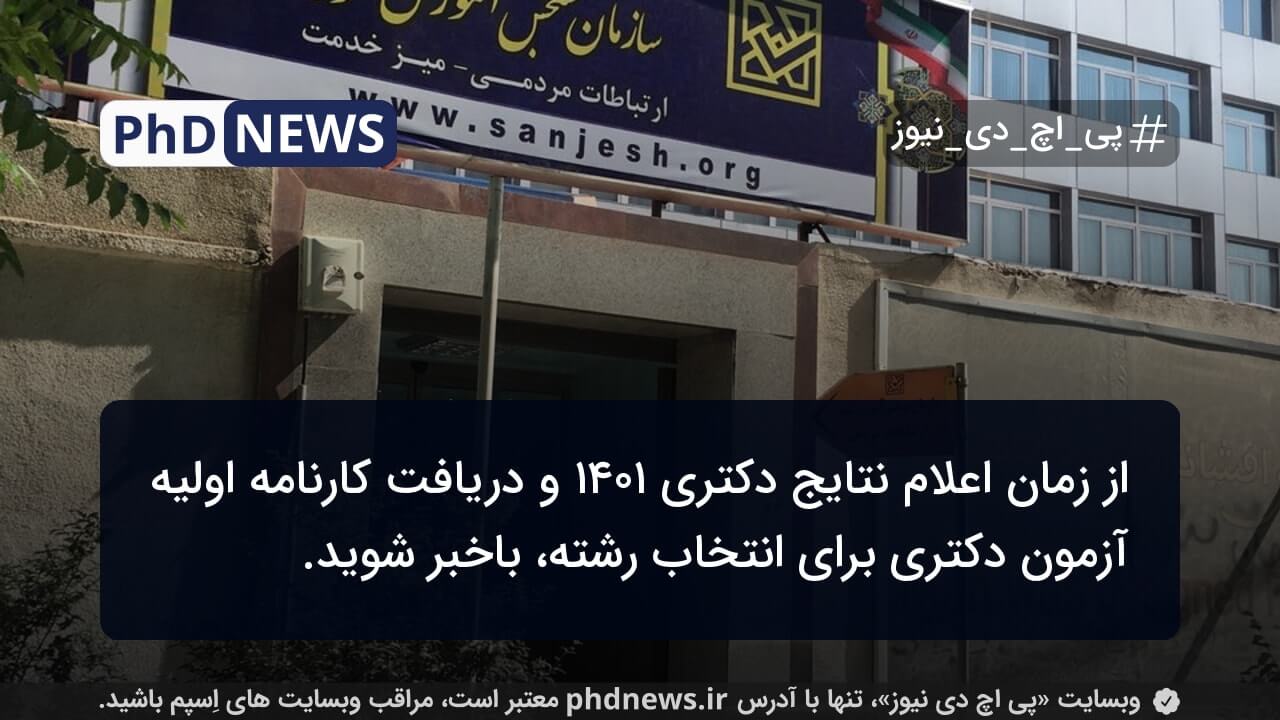 سازمان سنجش آموزش
ارتباطات مردمی - میز خدمت
www.sanjesh.org
PhD NEWS
#پی_اچ_دی_نیوز
از زمان اعلام نتایج دکتری ۱۴۰۱ و دریافت کارنامه اولیه
آزمون دکتری برای انتخاب رشته، باخبر شوید.
وبسایت «پی اچ دی نیوز»، تنها با آدرس phdnews.ir معتبر است، مراقب وبسایت های اِسپم باشید.